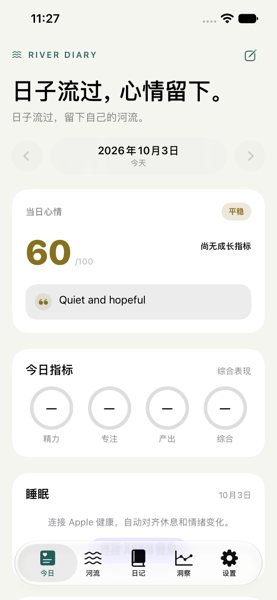 11:27
RIVER DIARY
日子流过，心情留下。
日子流过，留下自己的河流。
2026年10月3日
今天
当日心情
平稳
60 /100
尚无成长指标
Quiet and hopeful
今日指标
综合表现
精力 专注 产出 综合
睡眠
10月3日
连接 Apple 健康，自动对齐休息和情绪变化。
今日 河流 日记 洞察 设置